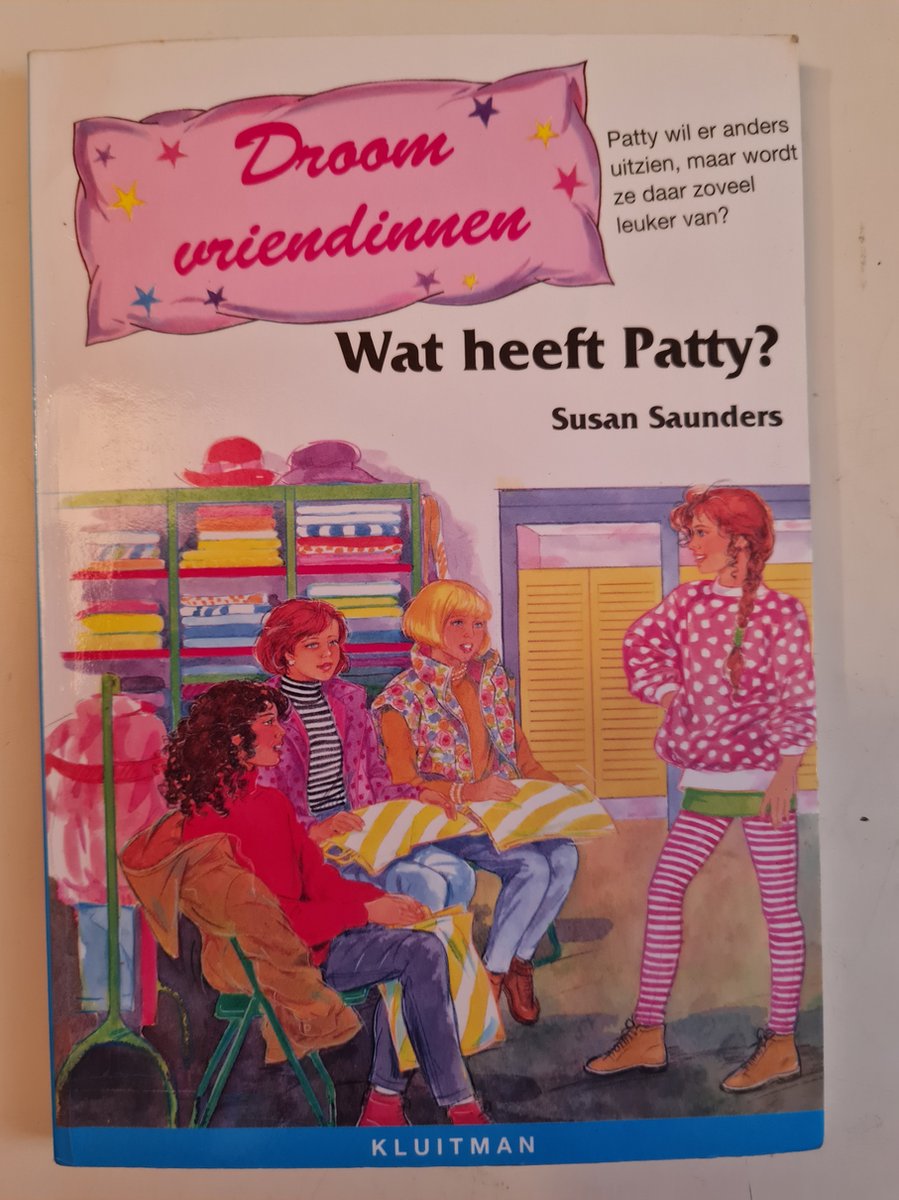 Droom
vriendinnen
Patty wil er anders
uitzien, maar wordt
ze daar zoveel
leuker van?
Wat heeft Patty?
Susan Saunders
KLUITMAN